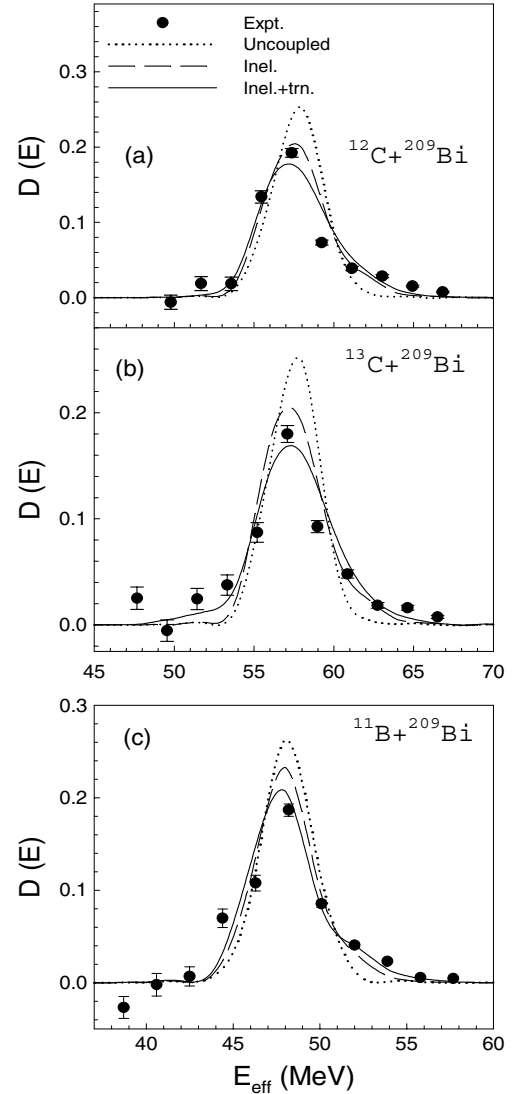 Expt.
Uncoupled
Inel.
Inel.+trn.
0.3
0.2
0.1
0.0
D (E)
(a)
¹²C+²⁰⁹Bi
(b)
¹³C+²⁰⁹Bi
0.2
0.1
0.0
D (E)
45 50 55 60 65 70
0.3
0.2
0.1
0.0
D (E)
(c)
¹¹B+²⁰⁹Bi
40 45 50 55 60
E_eff (MeV)